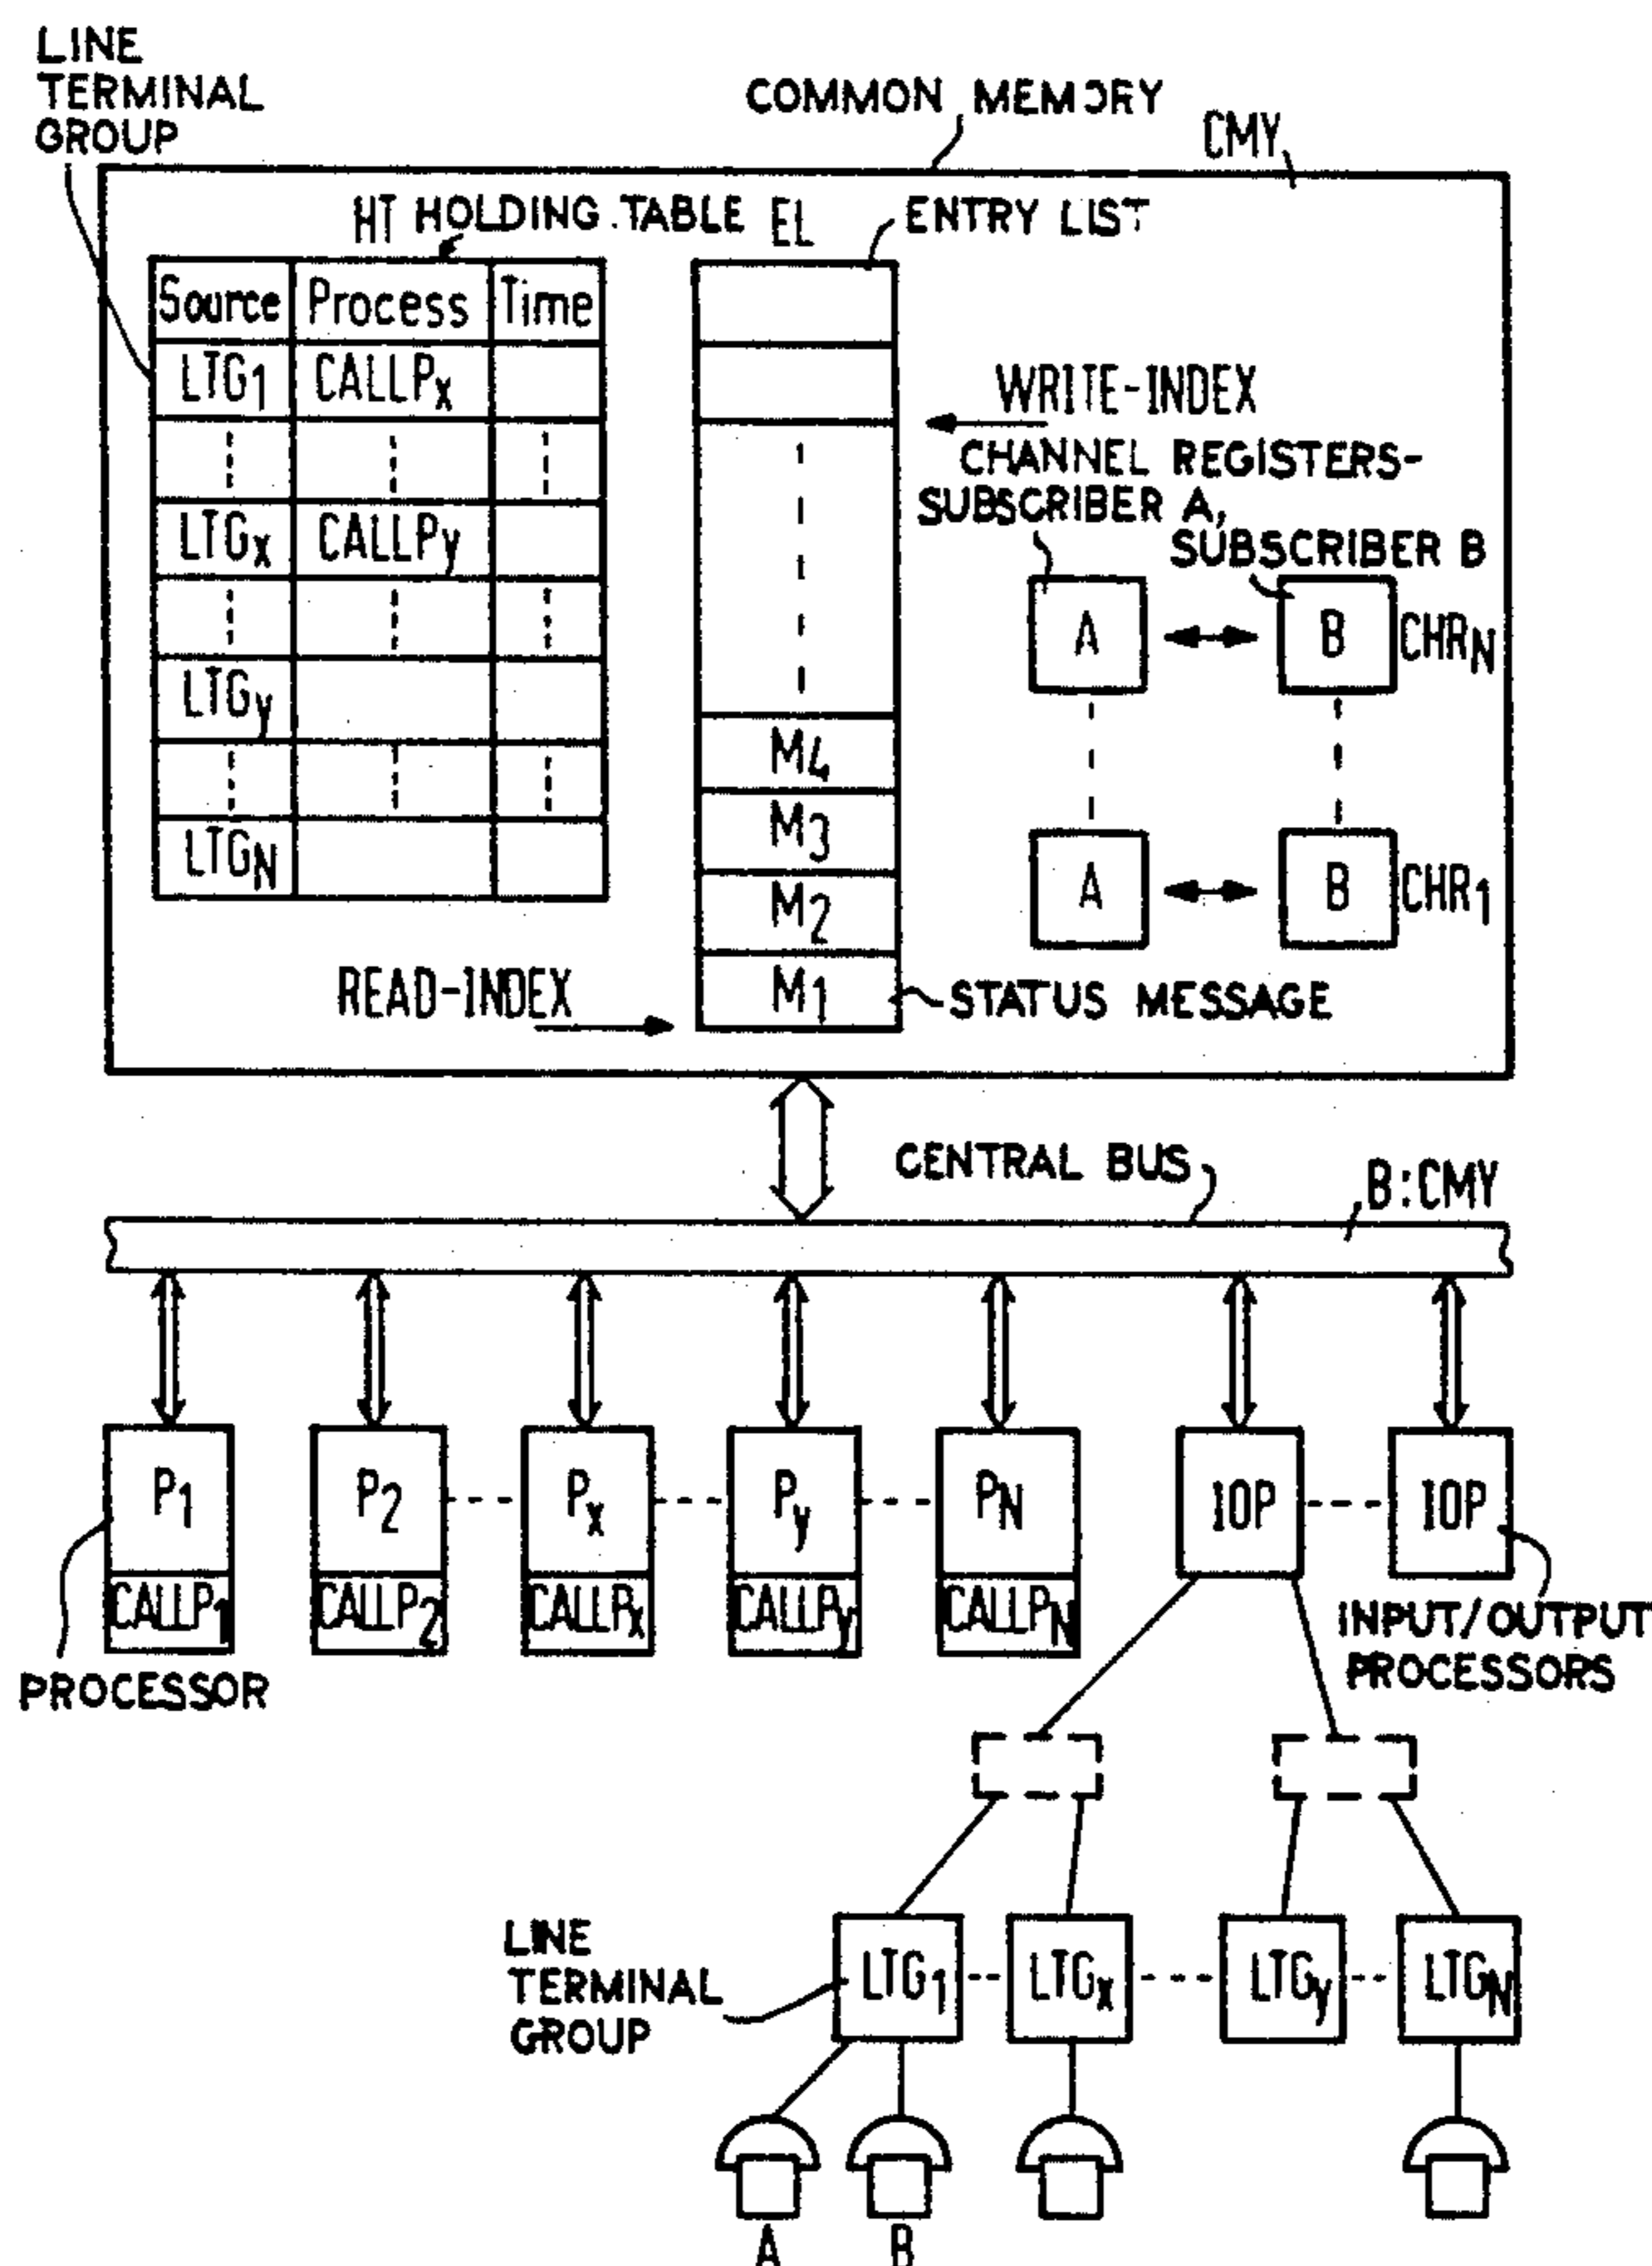 LINE
TERMINAL
GROUP
COMMON MEMORY
CMY
HT HOLDING TABLE EL
ENTRY LIST
Source Process Time
LTG1 CALLPx
LTGx CALLPy
LTGy
LTGN
WRITE-INDEX
CHANNEL REGISTERS-
SUBSCRIBER A,
SUBSCRIBER B
A B CHRN
A B CHR1
M4
M3
M2
M1
READ-INDEX
STATUS MESSAGE
CENTRAL BUS
B:CMY
P1 P2 Px Py PN IOP IOP
CALLP1 CALLP2 CALLPx CALLPy CALLPN
PROCESSOR
INPUT/OUTPUT
PROCESSORS
LINE
TERMINAL
GROUP
LTG1 LTGx LTGy LTGN
A B